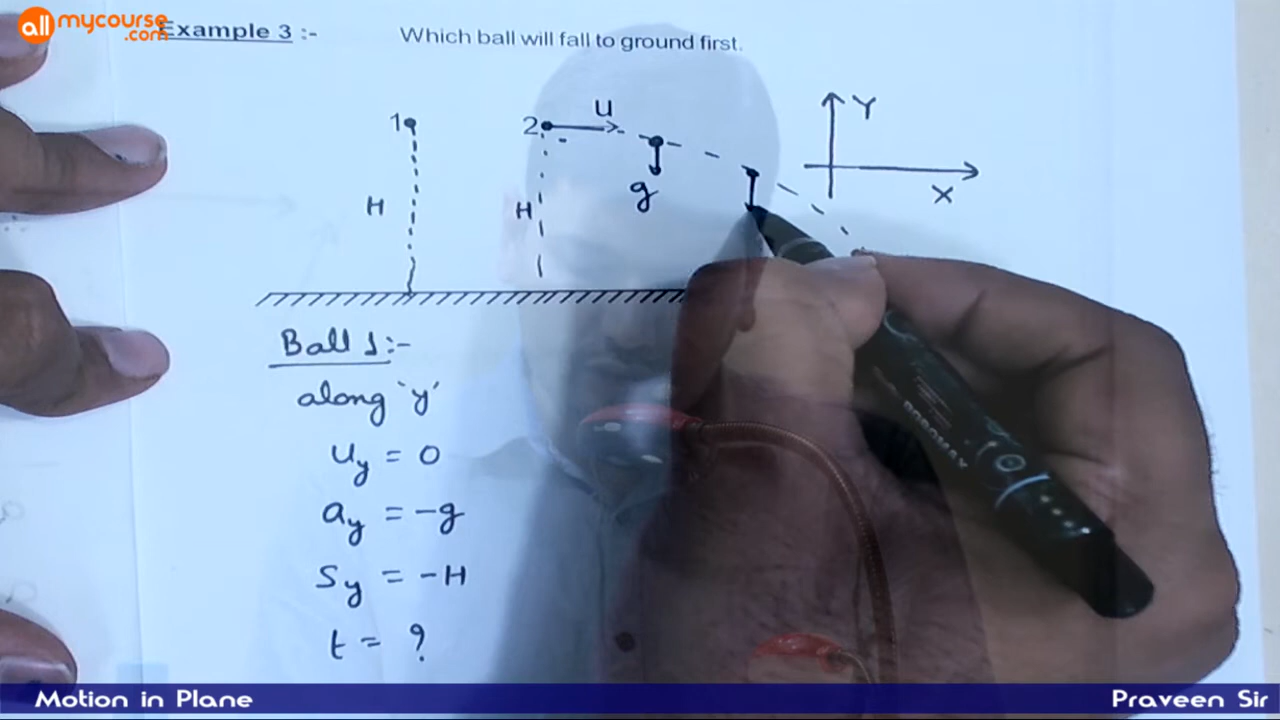 allmycourse.com
Example 3 :- Which ball will fall to ground first.
1 2 U Y
g
H H X
Ball 1:-
along 'y'
uy = 0
ay = -g
Sy = -H
t = ?
Motion in Plane Praveen Sir